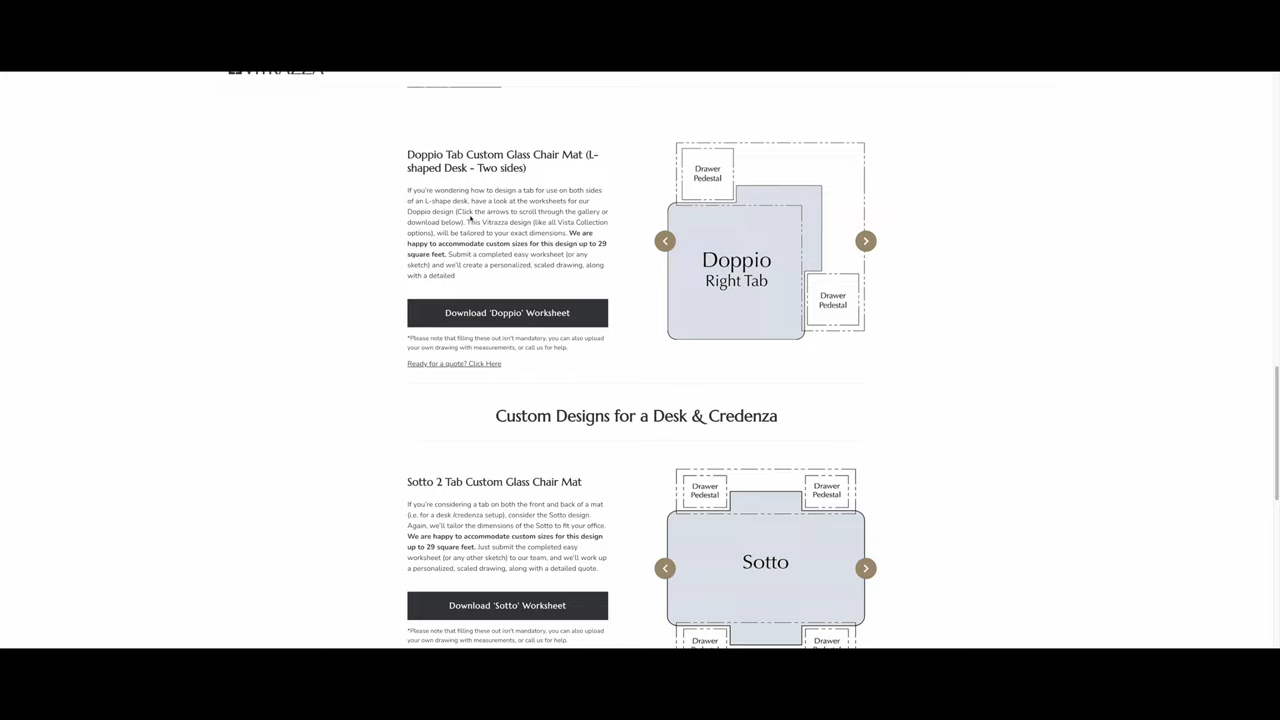 Doppio Tab Custom Glass Chair Mat (L-
shaped Desk - Two sides)
If you're wondering how to design a tab for use on both sides
of an L-shape desk, have a look at the worksheets for our
Doppio design (Click the arrows to scroll through the gallery or
download below). This Vitrazza design (like all Vista Collection
options), will be tailored to your exact dimensions. We are
happy to accommodate custom sizes for this design up to 29
square feet. Submit a completed easy worksheet (or any
sketch) and we'll create a personalized, scaled drawing, along
with a detailed
Download 'Doppio' Worksheet
*Please note that filling these out isn't mandatory, you can also upload
your own drawing with measurements, or call us for help.
Ready for a quote? Click Here
Drawer
Pedestal
Doppio
Right Tab
Drawer
Pedestal
Custom Designs for a Desk & Credenza
Sotto 2 Tab Custom Glass Chair Mat
If you're considering a tab on both the front and back of a mat
(i.e. for a desk /credenza setup), consider the Sotto design.
Again, we'll tailor the dimensions of the Sotto to fit your office.
We are happy to accommodate custom sizes for this design
up to 29 square feet. Just submit the completed easy
worksheet (or any other sketch) to our team, and we'll work up
a personalized, scaled drawing, along with a detailed quote.
Download 'Sotto' Worksheet
*Please note that filling these out isn't mandatory, you can also upload
your own drawing with measurements, or call us for help.
Drawer
Pedestal
Drawer
Pedestal
Sotto
Drawer
Drawer